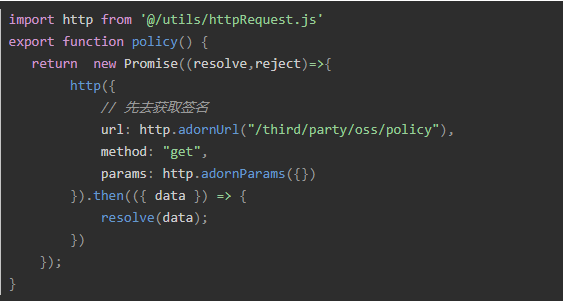 import http from '@/utils/httpRequest.js'
export function policy() {
   return  new Promise((resolve,reject)=>{
        http({
            // 先去获取签名
            url: http.adornUrl("/third/party/oss/policy"),
            method: "get",
            params: http.adornParams({})
        }).then(({ data }) => {
            resolve(data);
        })
    });
}